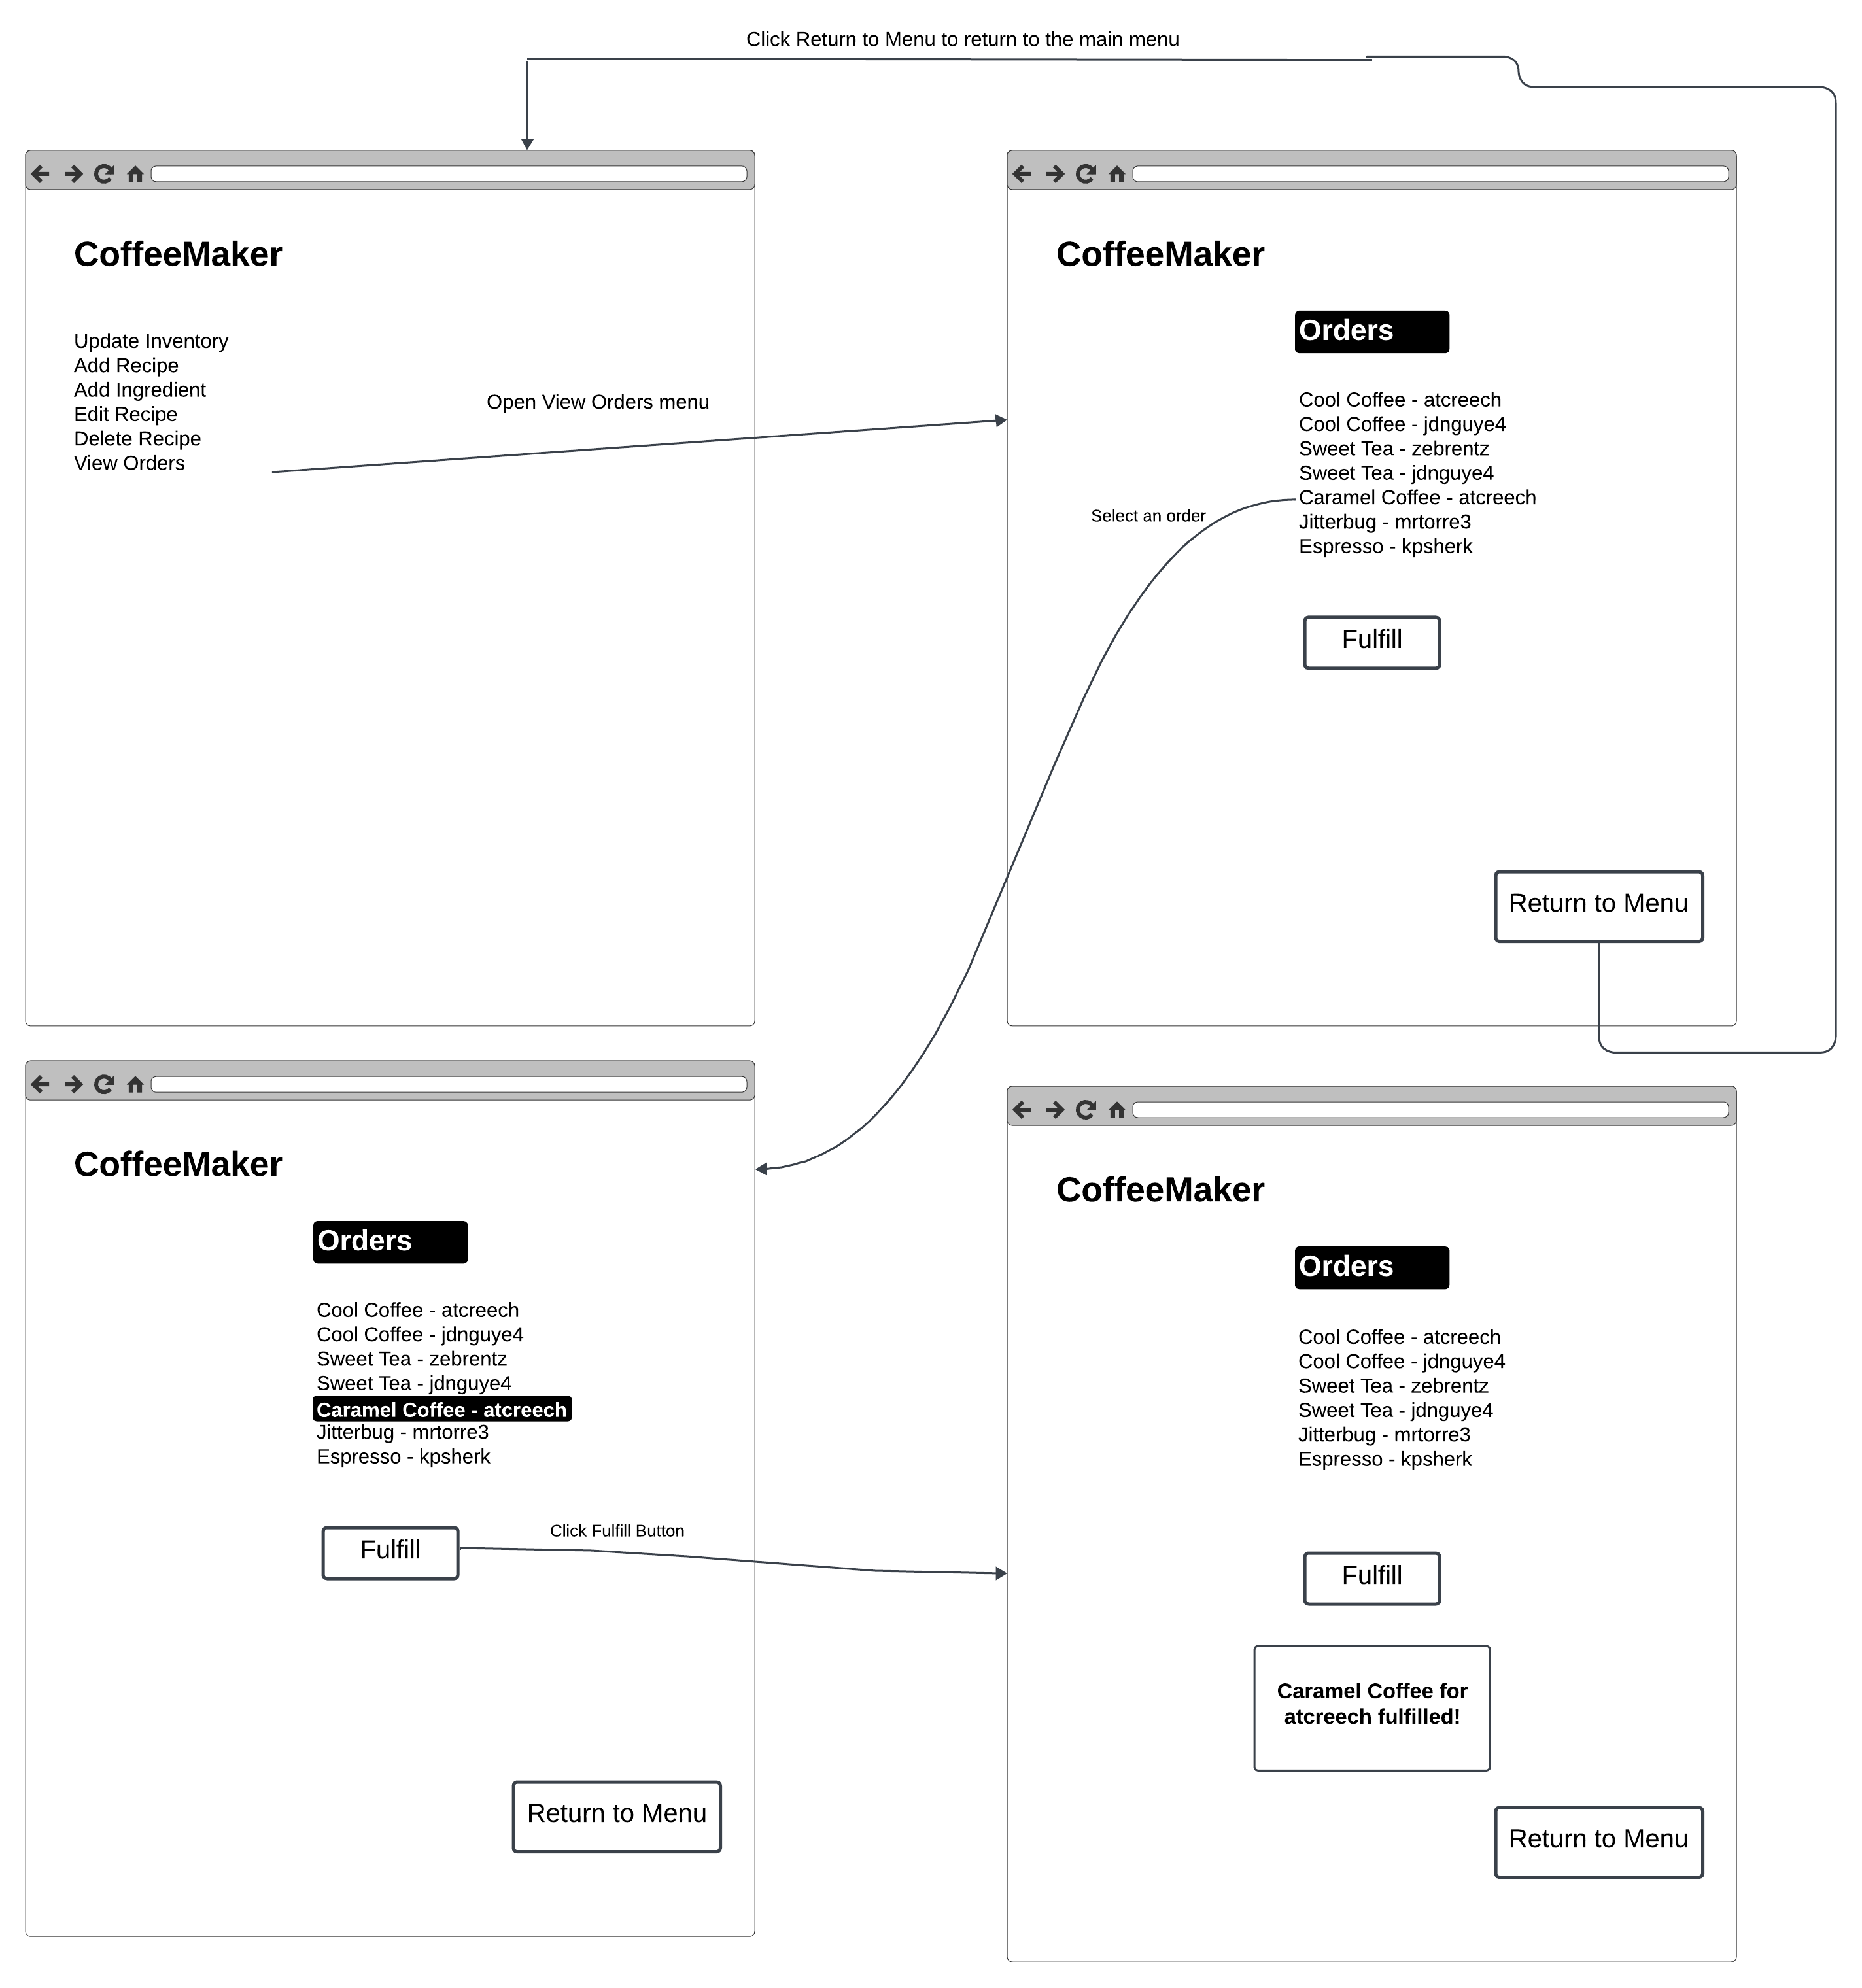 Click Return to Menu to return to the main menu
CoffeeMaker
Update Inventory
Add Recipe
Add Ingredient
Edit Recipe
Delete Recipe
View Orders
Open View Orders menu
CoffeeMaker
Orders
Cool Coffee - atcreech
Cool Coffee - jdnguye4
Sweet Tea - zebrentz
Sweet Tea - jdnguye4
Caramel Coffee - atcreech
Jitterbug - mrtorre3
Espresso - kpsherk
Select an order
Fulfill
Return to Menu
CoffeeMaker
Orders
Cool Coffee - atcreech
Cool Coffee - jdnguye4
Sweet Tea - zebrentz
Sweet Tea - jdnguye4
Caramel Coffee - atcreech
Jitterbug - mrtorre3
Espresso - kpsherk
Fulfill
Click Fulfill Button
Return to Menu
CoffeeMaker
Orders
Cool Coffee - atcreech
Cool Coffee - jdnguye4
Sweet Tea - zebrentz
Sweet Tea - jdnguye4
Jitterbug - mrtorre3
Espresso - kpsherk
Fulfill
Caramel Coffee for
atcreech fulfilled!
Return to Menu